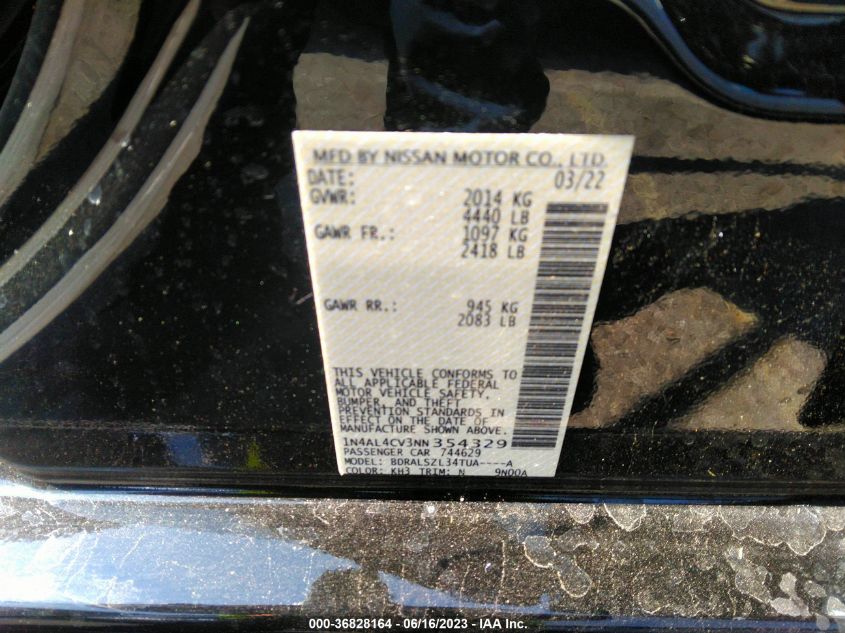 MFD BY NISSAN MOTOR CO., LTD.
DATE: 03/22
GVWR: 2014 KG
4440 LB
GAWR FR.: 1097 KG
2418 LB
GAWR RR.: 945 KG
2083 LB
THIS VEHICLE CONFORMS TO
ALL APPLICABLE FEDERAL
MOTOR VEHICLE SAFETY,
BUMPER, AND THEFT
PREVENTION STANDARDS IN
EFFECT ON THE DATE OF
MANUFACTURE SHOWN ABOVE.
1N4AL4CV3NN354329
PASSENGER CAR 744629
MODEL: BDRALSZL34TUA----A
COLOR: KH3 TRIM: N 9N00A
000-36828164 - 06/16/2023 - IAA Inc.